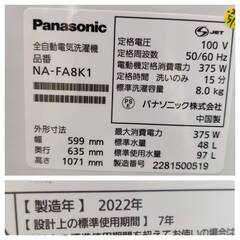 Panasonic
JET
全自動電気洗濯機
品番
NA-FA8K1
定格電圧 100 V
定格周波数 50/60 Hz
電動機定格消費電力 375 W
定格時間 洗いのみ 15 分
標準洗濯容量 8.0 kg
パナソニック株式会社
中国製
外形寸法
幅 599 mm
奥行 635 mm
高さ 1071 mm
最大消費電力 375 W
標準水量 48 L
標準使用水量 97 L
製造番号 2281500519
【製造年】2022年
【設計上の標準使用期間】7年